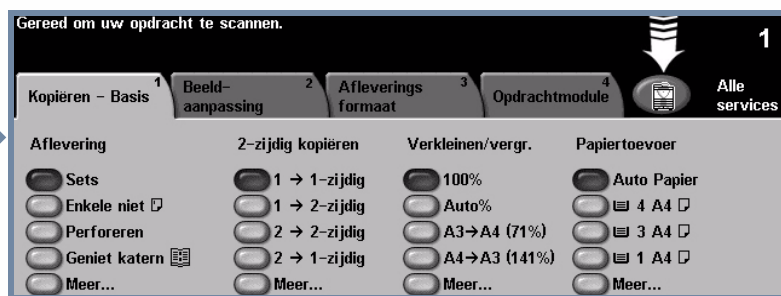 Gereed om uw opdracht te scannen.
1
Kopiëren - Basis 1
Beeld-
aanpassing 2
Afleverings
formaat 3
Opdrachtmodule 4
Alle
services
Aflevering
Sets
Enkele niet
Perforeren
Geniet katern
Meer...
2-zijdig kopiëren
1 → 1-zijdig
1 → 2-zijdig
2 → 2-zijdig
2 → 1-zijdig
Meer...
Verkleinen/vergr.
100%
Auto%
A3→A4 (71%)
A4→A3 (141%)
Meer...
Papiertoevoer
Auto Papier
4 A4
3 A4
1 A4
Meer...